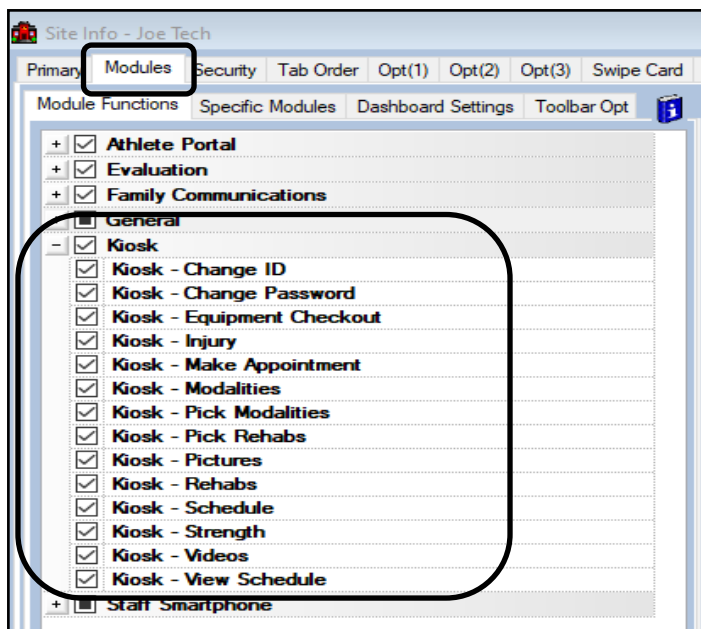 Site Info - Joe Tech
Primary Modules Security Tab Order Opt(1) Opt(2) Opt(3) Swipe Card
Module Functions Specific Modules Dashboard Settings Toolbar Opt
Athlete Portal
Evaluation
Family Communications
General
Kiosk
Kiosk - Change ID
Kiosk - Change Password
Kiosk - Equipment Checkout
Kiosk - Injury
Kiosk - Make Appointment
Kiosk - Modalities
Kiosk - Pick Modalities
Kiosk - Pick Rehabs
Kiosk - Pictures
Kiosk - Rehabs
Kiosk - Schedule
Kiosk - Strength
Kiosk - Videos
Kiosk - View Schedule
Staff Smartphone